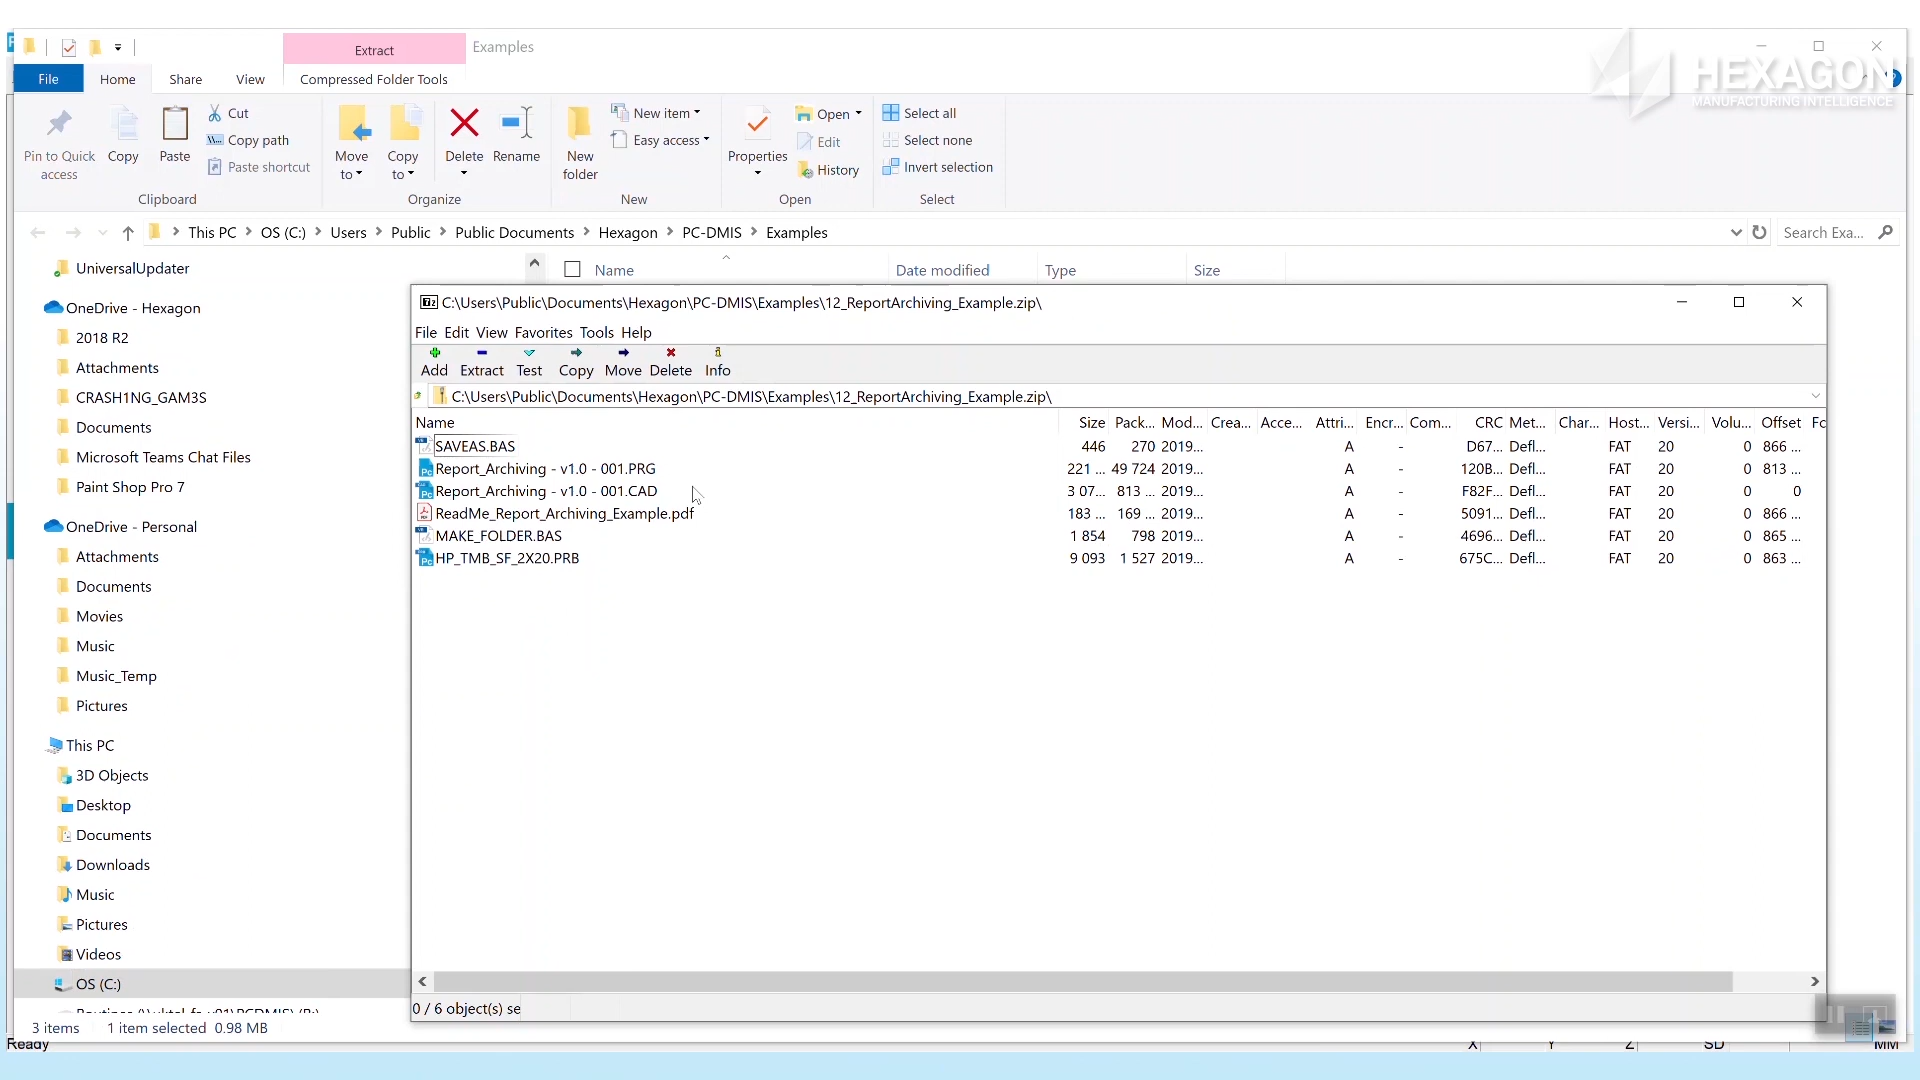 Extract
Examples
File
Home
Share
View
Compressed Folder Tools
HEXAGON
MANUFACTURING INTELLIGENCE
Pin to Quick access
Copy
Paste
Cut
Copy path
Paste shortcut
Move to
Copy to
Delete
Rename
New folder
New item
Easy access
Properties
Open
Edit
History
Select all
Select none
Invert selection
Clipboard
Organize
New
Open
Select
This PC > OS (C:) > Users > Public > Public Documents > Hexagon > PC-DMIS > Examples
Search Exa...
Name Date modified Type Size
UniversalUpdater
OneDrive - Hexagon
2018 R2
Attachments
CRASH1NG_GAM3S
Documents
Microsoft Teams Chat Files
Paint Shop Pro 7
OneDrive - Personal
Attachments
Documents
Movies
Music
Music_Temp
Pictures
This PC
3D Objects
Desktop
Documents
Downloads
Music
Pictures
Videos
OS (C:)
3 items 1 item selected 0.98 MB
C:\Users\Public\Documents\Hexagon\PC-DMIS\Examples\12_ReportArchiving_Example.zip\
File Edit View Favorites Tools Help
Add Extract Test Copy Move Delete Info
C:\Users\Public\Documents\Hexagon\PC-DMIS\Examples\12_ReportArchiving_Example.zip\
Name Size Pack... Mod... Crea... Acce... Attri... Encr... Com... CRC Met... Char... Host... Versi... Volu... Offset Fc
SAVEAS.BAS 446 270 2019... A - D67... Defl... FAT 20 0 866 ...
Report_Archiving - v1.0 - 001.PRG 221 ... 49 724 2019... A - 120B... Defl... FAT 20 0 813 ...
Report_Archiving - v1.0 - 001.CAD 3 07... 813 ... 2019... A - F82F... Defl... FAT 20 0 0
ReadMe_Report_Archiving_Example.pdf 183 ... 169 ... 2019... A - 5091... Defl... FAT 20 0 866 ...
MAKE_FOLDER.BAS 1 854 798 2019... A - 4696... Defl... FAT 20 0 865 ...
HP_TMB_SF_2X20.PRB 9 093 1 527 2019... A - 675C... Defl... FAT 20 0 863 ...
0 / 6 object(s) se
Ready X Y Z SD MM